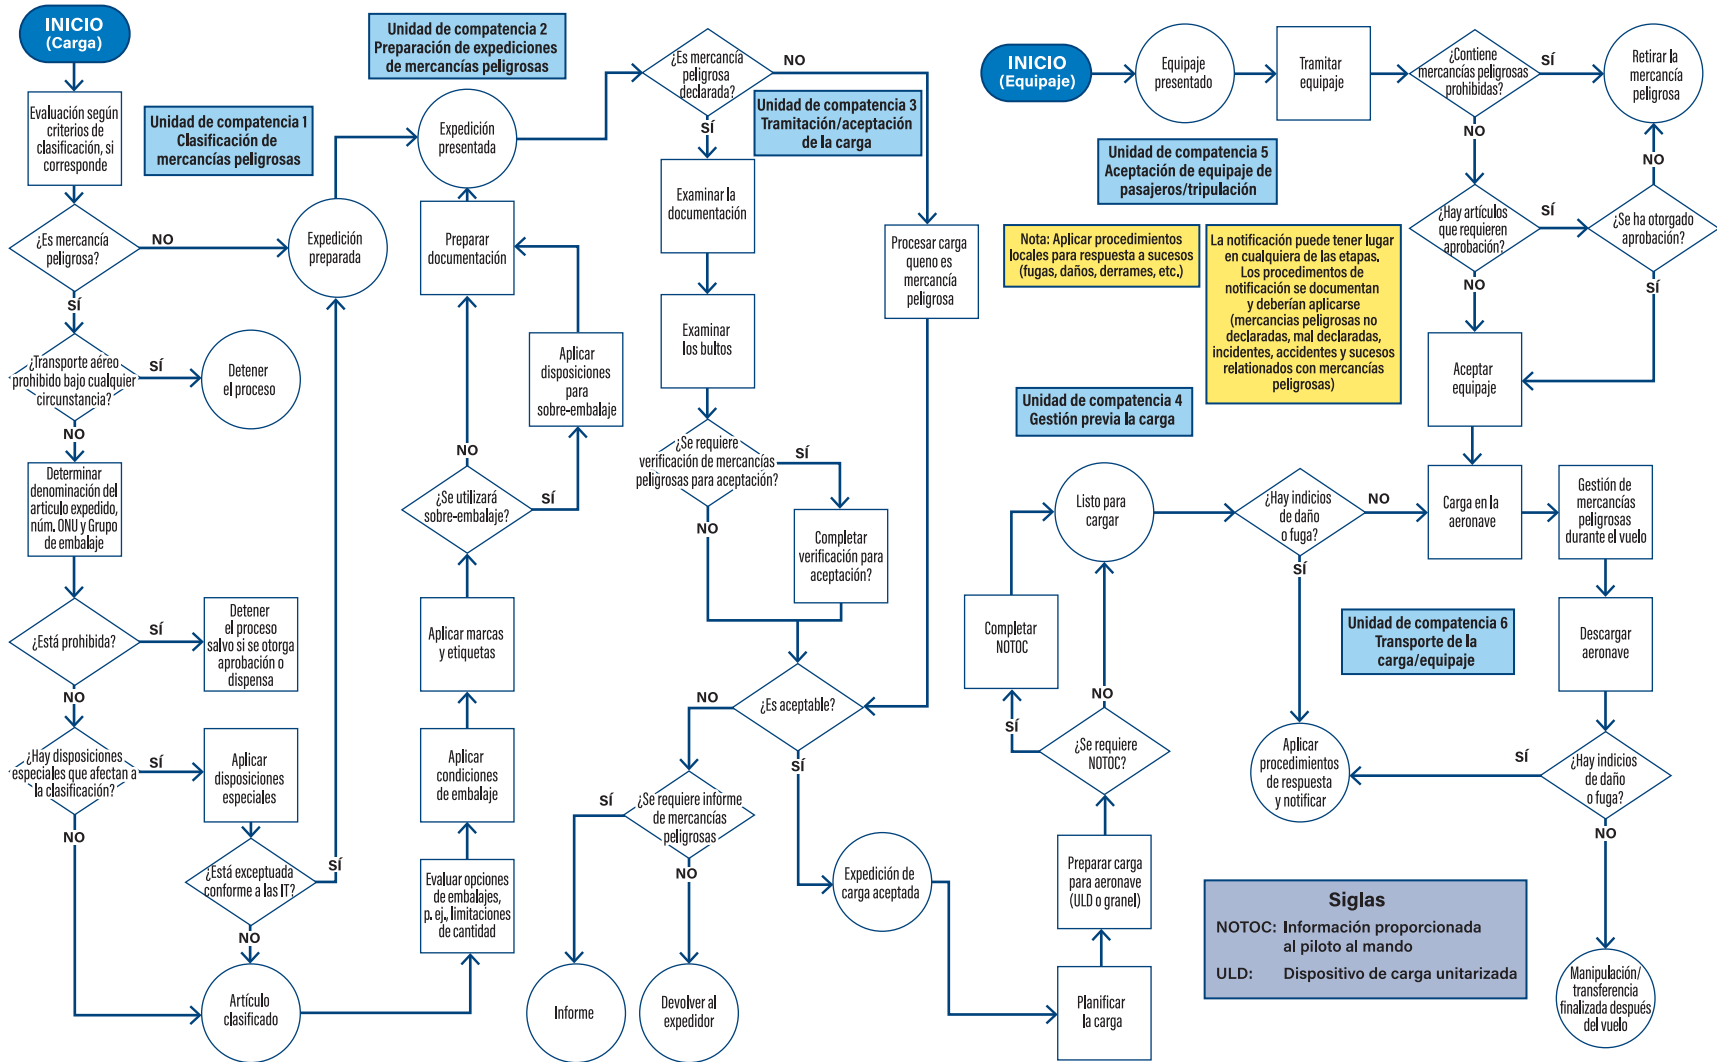 INICIO
(Carga)
Evaluación según
criterios de
clasificación, si
corresponde
Unidad de competencia 1
Clasificación de
mercancías peligrosas
¿Es mercancía
peligrosa?
NO
SÍ
Expedición
preparada
¿Transporte aéreo
prohibido bajo cualquier
circunstancia?
SÍ
NO
Detener
el proceso
Determinar
denominación del
articulo expedido,
núm. ONU y Grupo
de embalaje
¿Está prohibida?
SÍ
NO
Detener
el proceso
salvo si se otorga
aprobación o
dispensa
¿Hay disposiciones
especiales que afectan a
la clasificación?
SÍ
NO
Aplicar
disposiciones
especiales
¿Está exceptuada
conforme a las IT?
SÍ
NO
Artículo
clasificado
Unidad de competencia 2
Preparación de expediciones
de mercancías peligrosas
Expedición
presentada
Preparar
documentación
Aplicar
disposiciones
para
sobre-embalaje
NO
¿Se utilizará
sobre-embalaje?
SÍ
Aplicar marcas
y etiquetas
Aplicar
condiciones
de embalaje
Evaluar opciones
de embalajes,
p. ej., limitaciones
de cantidad
¿Es mercancía
peligrosa
declarada?
NO
SÍ
Unidad de competencia 3
Tramitación/aceptación
de la carga
Examinar la
documentación
Procesar carga
queno es
mercancía
peligrosa
Examinar
los bultos
¿Se requiere
verificación de mercancías
peligrosas para aceptación?
SÍ
NO
Completar
verificación para
aceptación?
¿Es aceptable?
NO
SÍ
¿Se requiere informe
de mercancías
peligrosas
SÍ
NO
Informe
Devolver al
expedidor
Expedición de
carga aceptada
INICIO
(Equipaje)
Equipaje
presentado
Tramitar
equipaje
¿Contiene
mercancías peligrosas
prohibidas?
SÍ
NO
Retirar la
mercancía
peligrosa
Unidad de competencia 5
Aceptación de equipaje de
pasajeros/tripulación
¿Hay artículos
que requieren
aprobación?
SÍ
NO
¿Se ha otorgado
aprobación?
NO
SÍ
Nota: Aplicar procedimientos
locales para respuesta a sucesos
(fugas, daños, derrames, etc.)
La notificación puede tener lugar
en cualquiera de las etapas.
Los procedimentos de
notificación se documentan
y deberían aplicarse
(mercancias peligrosas no
declaradas, mal declaradas,
incidentes, accidentes y sucesos
relacionados con mercancías
peligrosas)
Aceptar
equipaje
Unidad de competencia 4
Gestión previa la carga
Listo para
cargar
¿Hay indicios
de daño
o fuga?
NO
SÍ
Carga en la
aeronave
Gestión de
mercancías
peligrosas
durante el vuelo
Completar
NOTOC
Unidad de competencia 6
Transporte de la
carga/equipaje
Descargar
aeronave
NO
SÍ
¿Se requiere
NOTOC?
Aplicar
procedimientos
de respuesta
y notificar
SÍ
¿Hay indicios
de daño
o fuga?
NO
Preparar carga
para aeronave
(ULD o granel)
Planificar
la carga
Siglas
NOTOC: Información proporcionada
al piloto al mando
ULD: Dispositivo de carga unitarizada
Manipulación/
transferencia
finalizada después
del vuelo